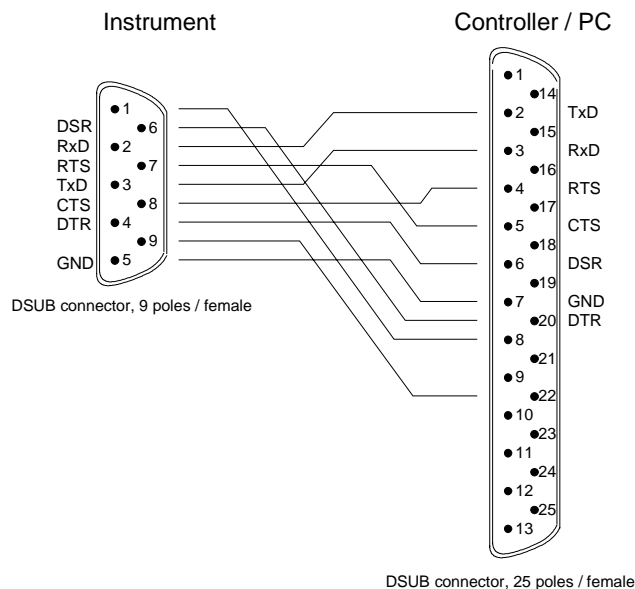 Instrument
Controller / PC
1
6
2
7
3
8
4
9
5
DSR
RxD
RTS
TxD
CTS
DTR
GND
DSUB connector, 9 poles / female
1
14
2
15
3
16
4
17
5
18
6
19
7
20
8
21
9
22
10
23
11
24
12
25
13
TxD
RxD
RTS
CTS
DSR
GND
DTR
DSUB connector, 25 poles / female